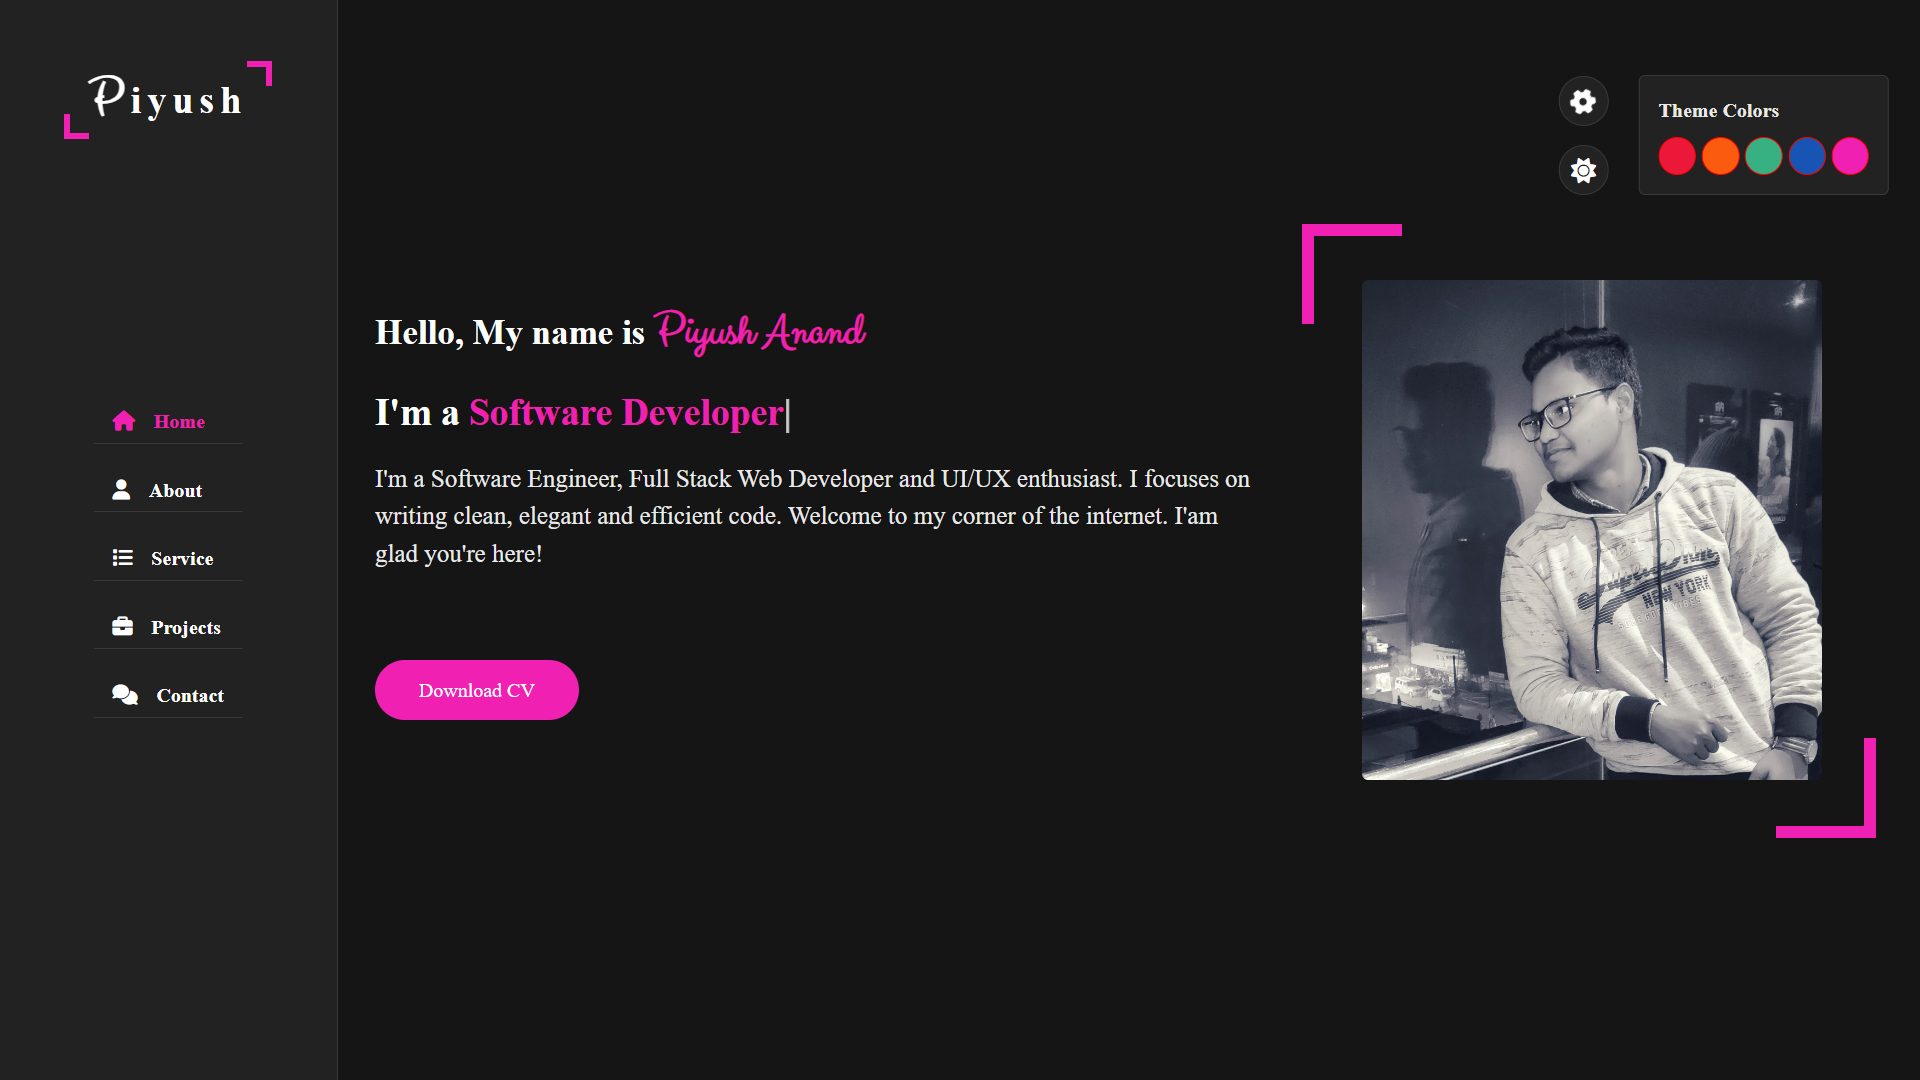 Piyush
Home
About
Service
Projects
Contact
Theme Colors
Hello, My name is Piyush Anand
I'm a Software Developer|
I'm a Software Engineer, Full Stack Web Developer and UI/UX enthusiast. I focuses on
writing clean, elegant and efficient code. Welcome to my corner of the internet. I'am
glad you're here!
Download CV
NEW YORK